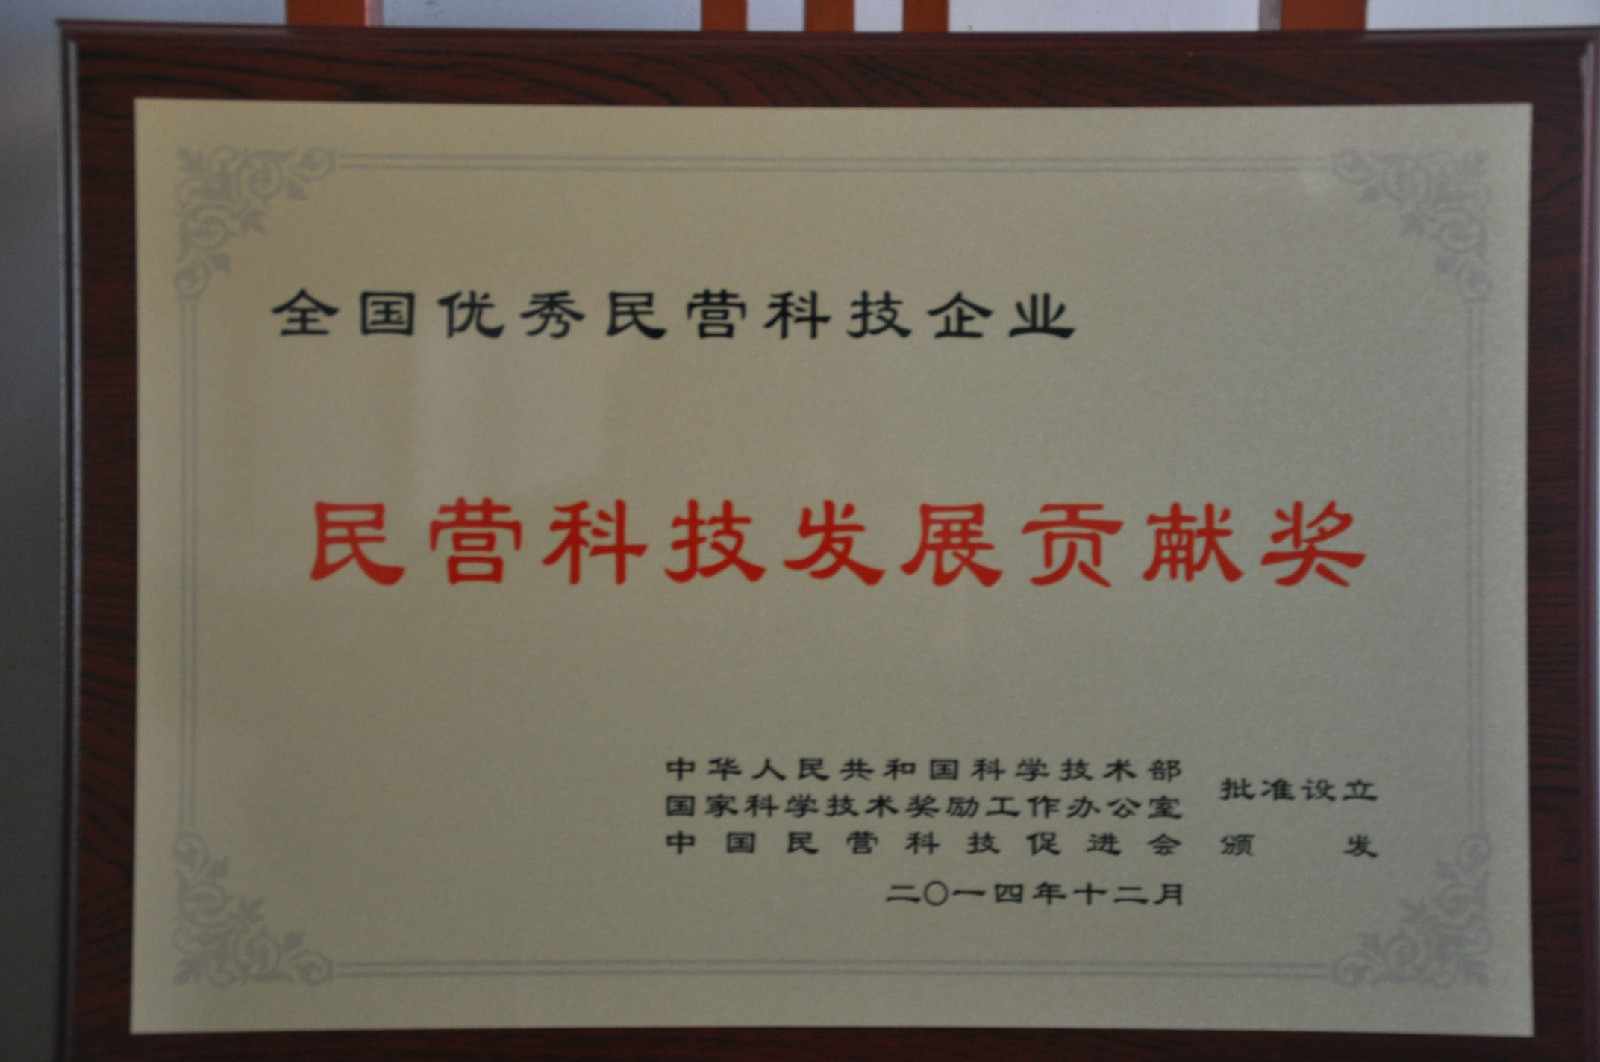 全国优秀民营科技企业
民营科技发展贡献奖
中华人民共和国科学技术部
国家科学技术奖励工作办公室 批准设立
中国民营科技促进会 颁发
二〇一四年十二月